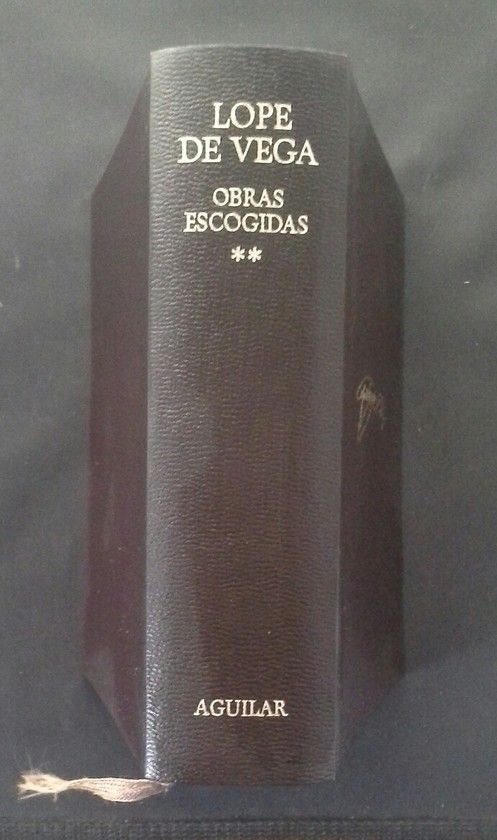 LOPE
DE VEGA
OBRAS
ESCOGIDAS
**
AGUILAR